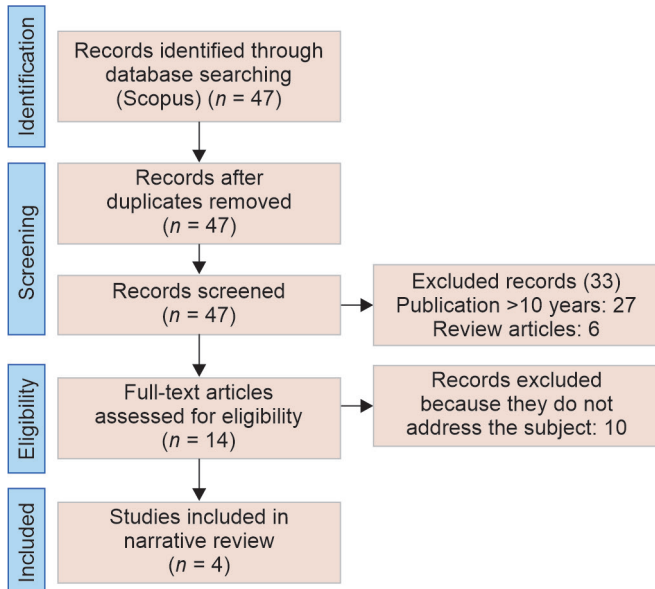 Identification
Records identified through
database searching
(Scopus) (n = 47)
Screening
Records after
duplicates removed
(n = 47)
Records screened
(n = 47)
Excluded records (33)
Publication >10 years: 27
Review articles: 6
Eligibility
Full-text articles
assessed for eligibility
(n = 14)
Records excluded
because they do not
address the subject: 10
Included
Studies included in
narrative review
(n = 4)